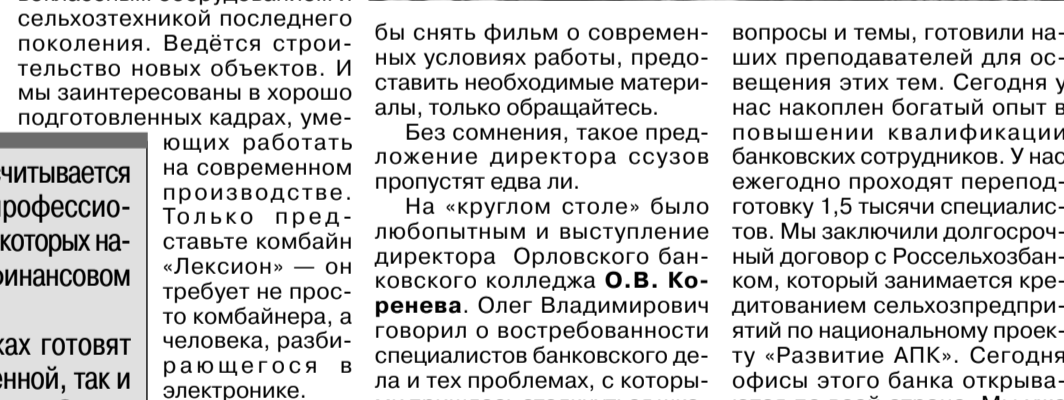 сельхозтехникой последнего
поколения. Ведётся строи-
тельство новых объектов. И
мы заинтересованы в хорошо
подготовленных кадрах, уме-
ющих работать
на современном
производстве.
Только пред-
ставьте комбайн
«Лексион» — он
требует не прос-
то комбайнера, а
человека, разби-
рающегося в
электронике.
считывается
профессио-
которых на-
финансовом
ках готовят
енной, так и
бы снять фильм о современ-
ных условиях работы, предо-
ставить необходимые матери-
алы, только обращайтесь.
Без сомнения, такое пред-
ложение директора ссузов
пропустят едва ли.
На «круглом столе» было
любопытным и выступление
директора Орловского бан-
ковского колледжа О.В. Ко-
ренева. Олег Владимирович
говорил о востребованности
специалистов банковского де-
ла и тех проблемах, с которы-
вопросы и темы, готовили на-
ших преподавателей для ос-
вещения этих тем. Сегодня у
нас накоплен богатый опыт в
повышении квалификации
банковских сотрудников. У нас
ежегодно проходят перепод-
готовку 1,5 тысячи специалис-
тов. Мы заключили долгосроч-
ный договор с Россельхозбан-
ком, который занимается кре-
дитованием сельхозпредпри-
ятий по национальному проек-
ту «Развитие АПК». Сегодня
офисы этого банка открыва-